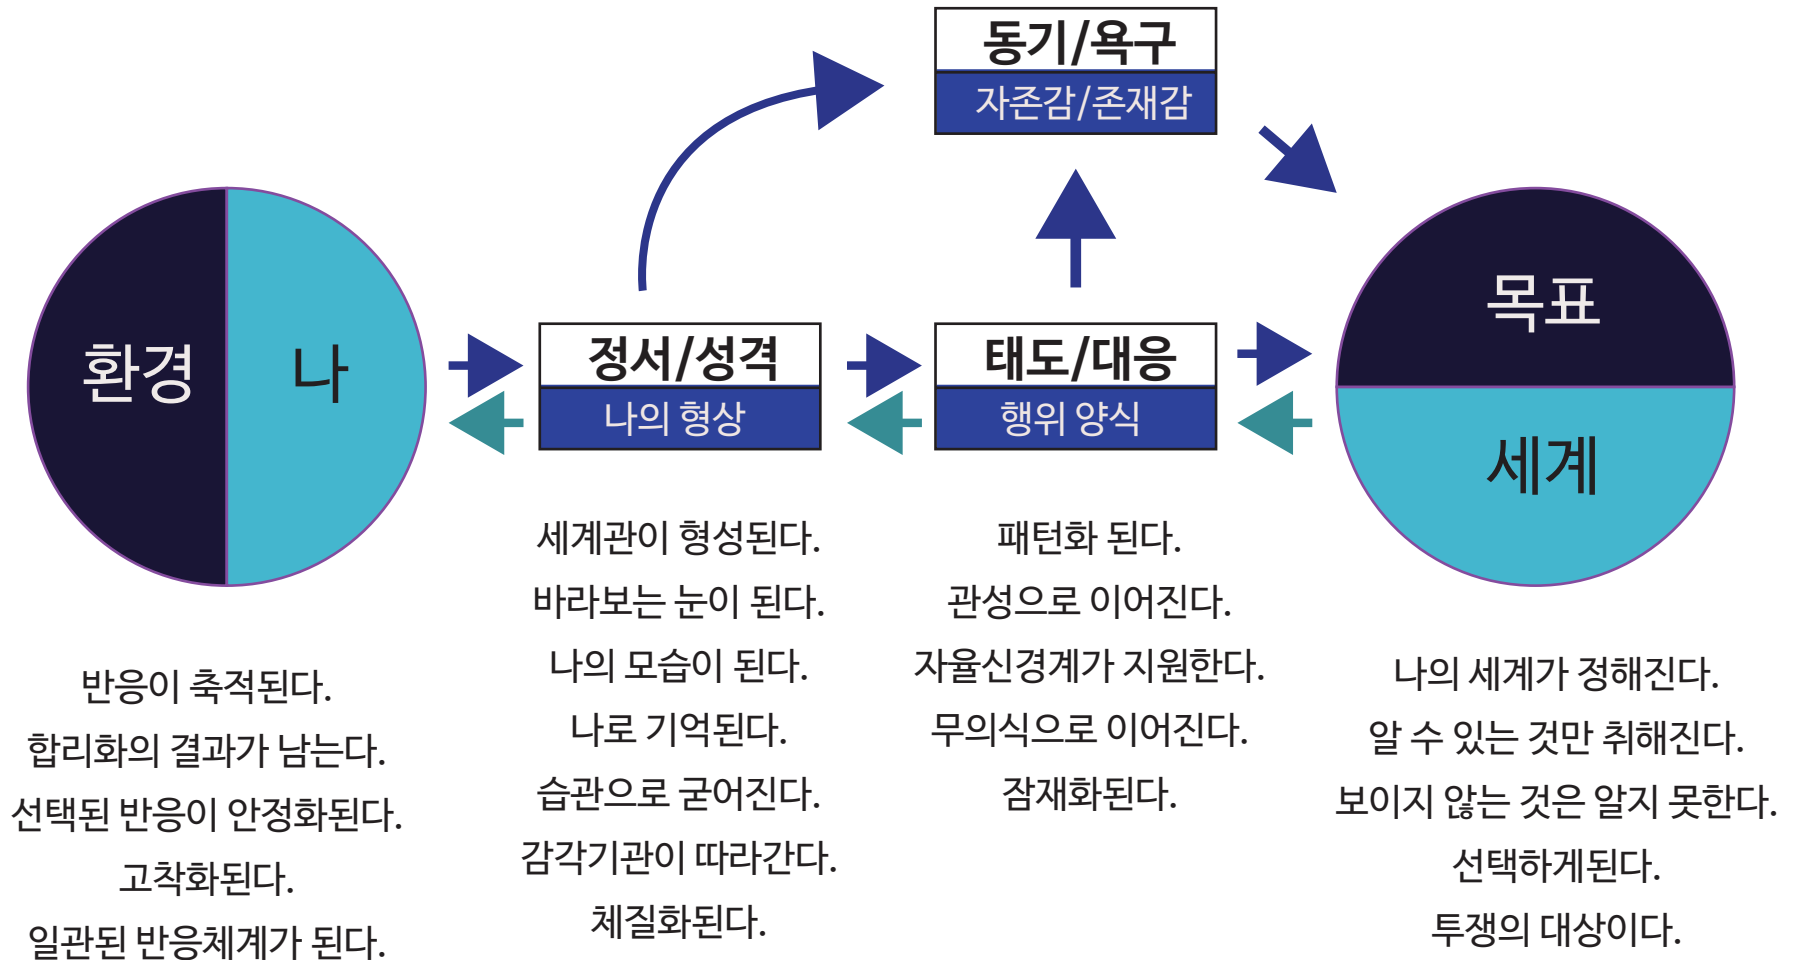 동기/욕구
자존감/존재감
환경
나
정서/성격
나의 형상
태도/대응
행위 양식
목표
세계
반응이 축적된다.
합리화의 결과가 남는다.
선택된 반응이 안정화된다.
고착화된다.
일관된 반응체계가 된다.
세계관이 형성된다.
바라보는 눈이 된다.
나의 모습이 된다.
나로 기억된다.
습관으로 굳어진다.
감각기관이 따라간다.
체질화된다.
패턴화 된다.
관성으로 이어진다.
자율신경계가 지원한다.
무의식으로 이어진다.
잠재화된다.
나의 세계가 정해진다.
알 수 있는 것만 취해진다.
보이지 않는 것은 알지 못한다.
선택하게된다.
투쟁의 대상이다.